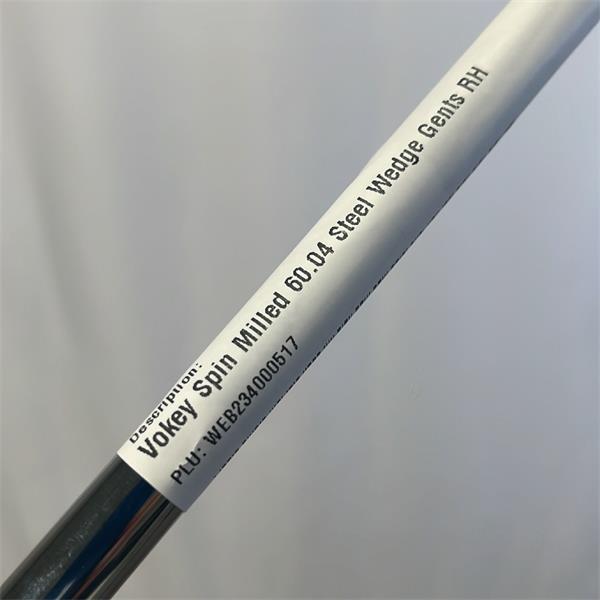 Description:
Vokey Spin Milled 60.04 Steel Wedge Gents RH
PLU: WEB234000517